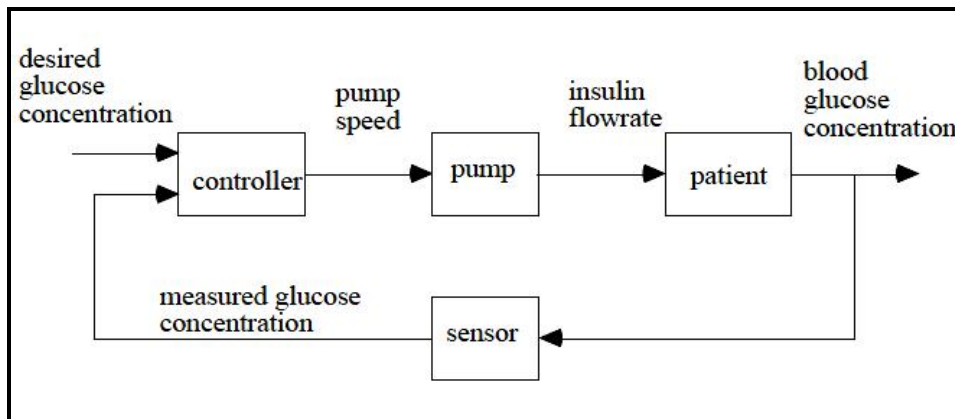 desired
glucose
concentration
pump
speed
insulin
flowrate
blood
glucose
concentration
controller
pump
patient
measured glucose
concentration
sensor